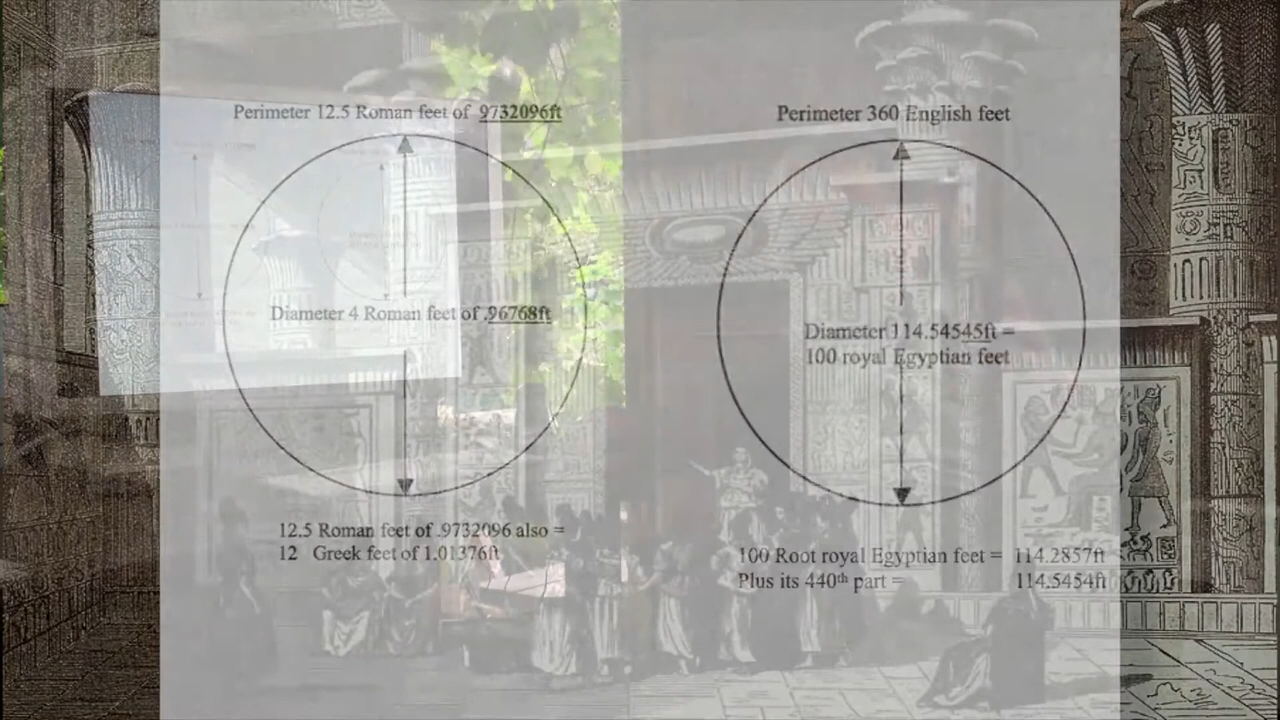 Perimeter 12.5 Roman feet of .9732096ft
Diameter 4 Roman feet of .96768ft
12.5 Roman feet of .9732096 also =
12 Greek feet of 1.01376ft
Perimeter 360 English feet
Diameter 114.54545ft =
100 royal Egyptian feet
100 Root royal Egyptian feet = 114.2857ft
Plus its 440th part = 114.5454ft